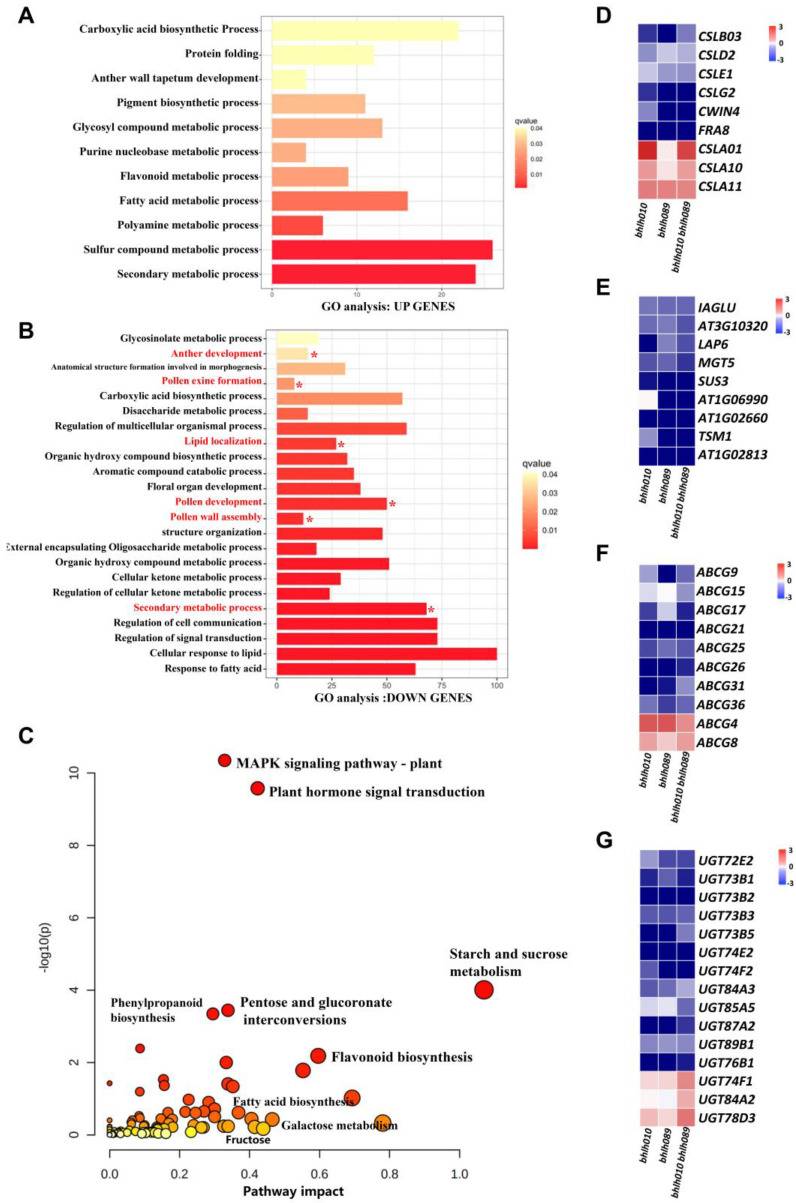 A
Carboxylic acid biosynthetic Process
Protein folding
Anther wall tapetum development
Pigment biosynthetic process
Glycosyl compound metabolic process
Purine nucleobase metabolic process
Flavonoid metabolic process
Fatty acid metabolic process
Polyamine metabolic process
Sulfur compound metabolic process
Secondary metabolic process
0 10 20
GO analysis: UP GENES
qvalue
0.04
0.03
0.02
0.01
B
Glycosinolate metabolic process
Anther development *
Anatomical structure formation involved in morphogenesis
Pollen exine formation *
Carboxylic acid biosynthetic process
Disaccharide metabolic process
Regulation of multicellular organismal process
Lipid localization *
Organic hydroxy compound biosynthetic process
Aromatic compound catabolic process
Floral organ development
Pollen development *
Pollen wall assembly *
structure organization
External encapsulating Oligosaccharide metabolic process
Organic hydroxy compound metabolic process
Cellular ketone metabolic process
Regulation of cellular ketone metabolic process
Secondary metabolic process *
Regulation of cell communication
Regulation of signal transduction
Cellular response to lipid
Response to fatty acid
0 25 50 75 100
GO analysis :DOWN GENES
qvalue
0.04
0.03
0.02
0.01
C
MAPK signaling pathway - plant
Plant hormone signal transduction
Starch and sucrose
metabolism
Phenylpropanoid
biosynthesis
Pentose and glucoronate
interconversions
Flavonoid biosynthesis
Fatty acid biosynthesis
Galactose metabolism
Fructose
-log10(p)
10
8
6
4
2
0
0.0 0.2 0.4 0.6 0.8 1.0
Pathway impact
D
CSLB03
CSLD2
CSLE1
CSLG2
CWIN4
FRA8
CSLA01
CSLA10
CSLA11
bhlh010
bhlh089
bhlh010 bhlh089
3
0
-3
E
IAGLU
AT3G10320
LAP6
MGT5
SUS3
AT1G06990
AT1G02660
TSM1
AT1G02813
bhlh010
bhlh089
bhlh010 bhlh089
3
0
-3
F
ABCG9
ABCG15
ABCG17
ABCG21
ABCG25
ABCG26
ABCG31
ABCG36
ABCG4
ABCG8
bhlh010
bhlh089
bhlh010 bhlh089
3
0
-3
G
UGT72E2
UGT73B1
UGT73B2
UGT73B3
UGT73B5
UGT74E2
UGT74F2
UGT84A3
UGT85A5
UGT87A2
UGT89B1
UGT76B1
UGT74F1
UGT84A2
UGT78D3
bhlh010
bhlh089
bhlh010 bhlh089
3
0
-3